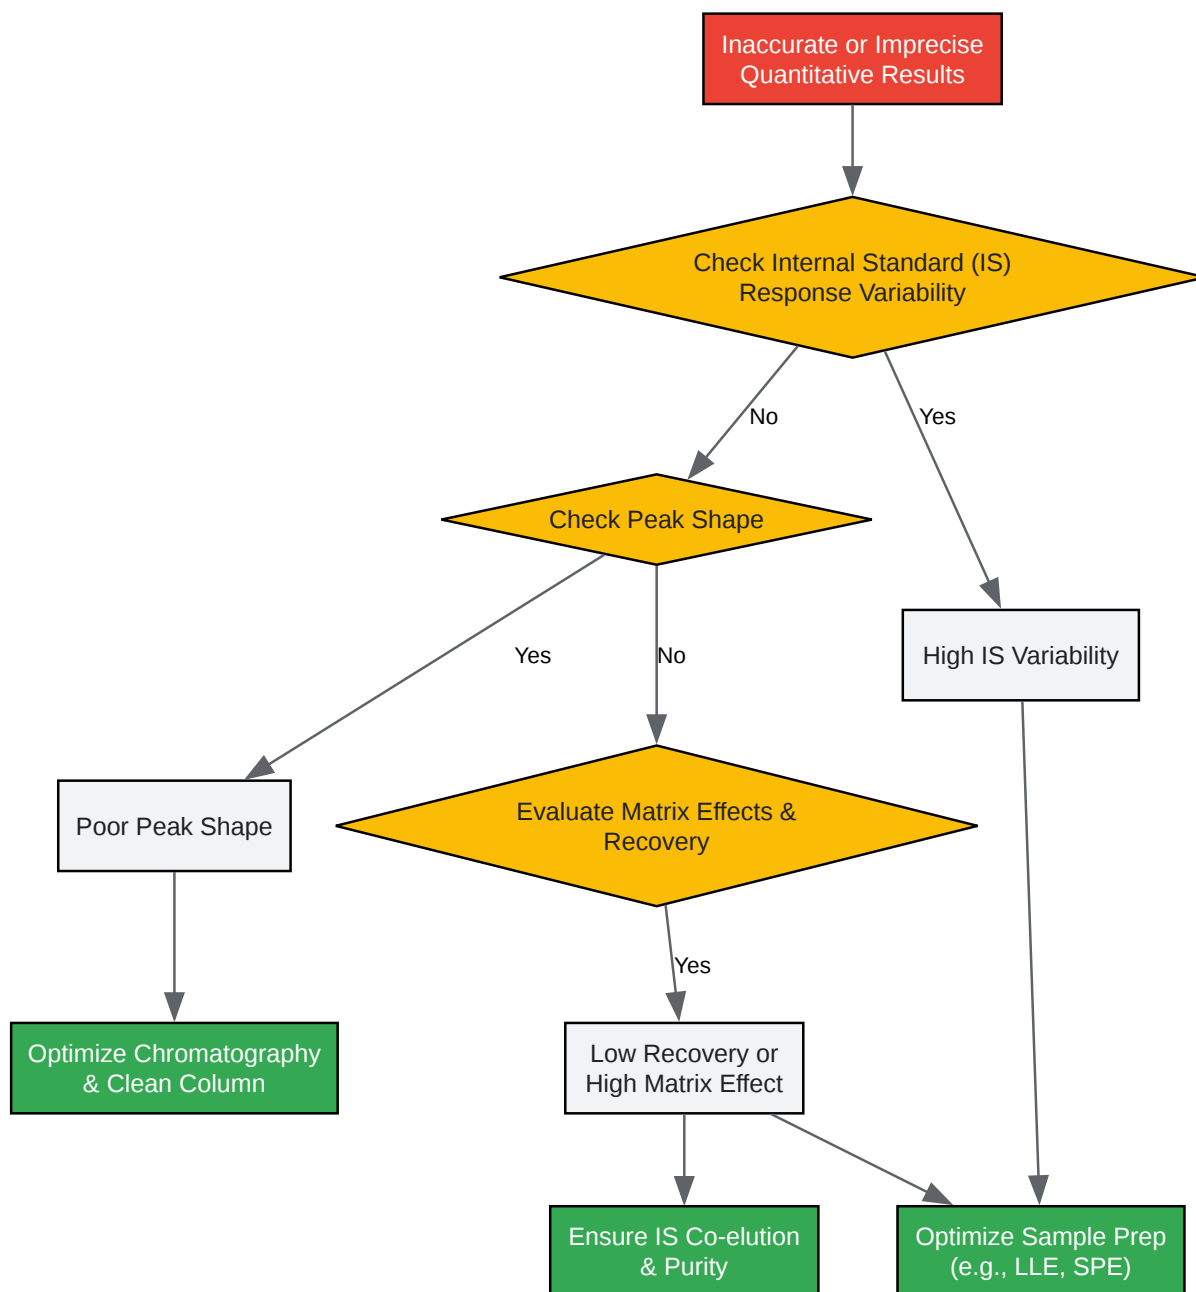 Inaccurate or Imprecise
Quantitative Results
Check Internal Standard (IS)
Response Variability
No
Yes
Check Peak Shape
Yes
No
High IS Variability
Poor Peak Shape
Evaluate Matrix Effects &
Recovery
Yes
Optimize Chromatography
& Clean Column
Low Recovery or
High Matrix Effect
Ensure IS Co-elution
& Purity
Optimize Sample Prep
(e.g., LLE, SPE)